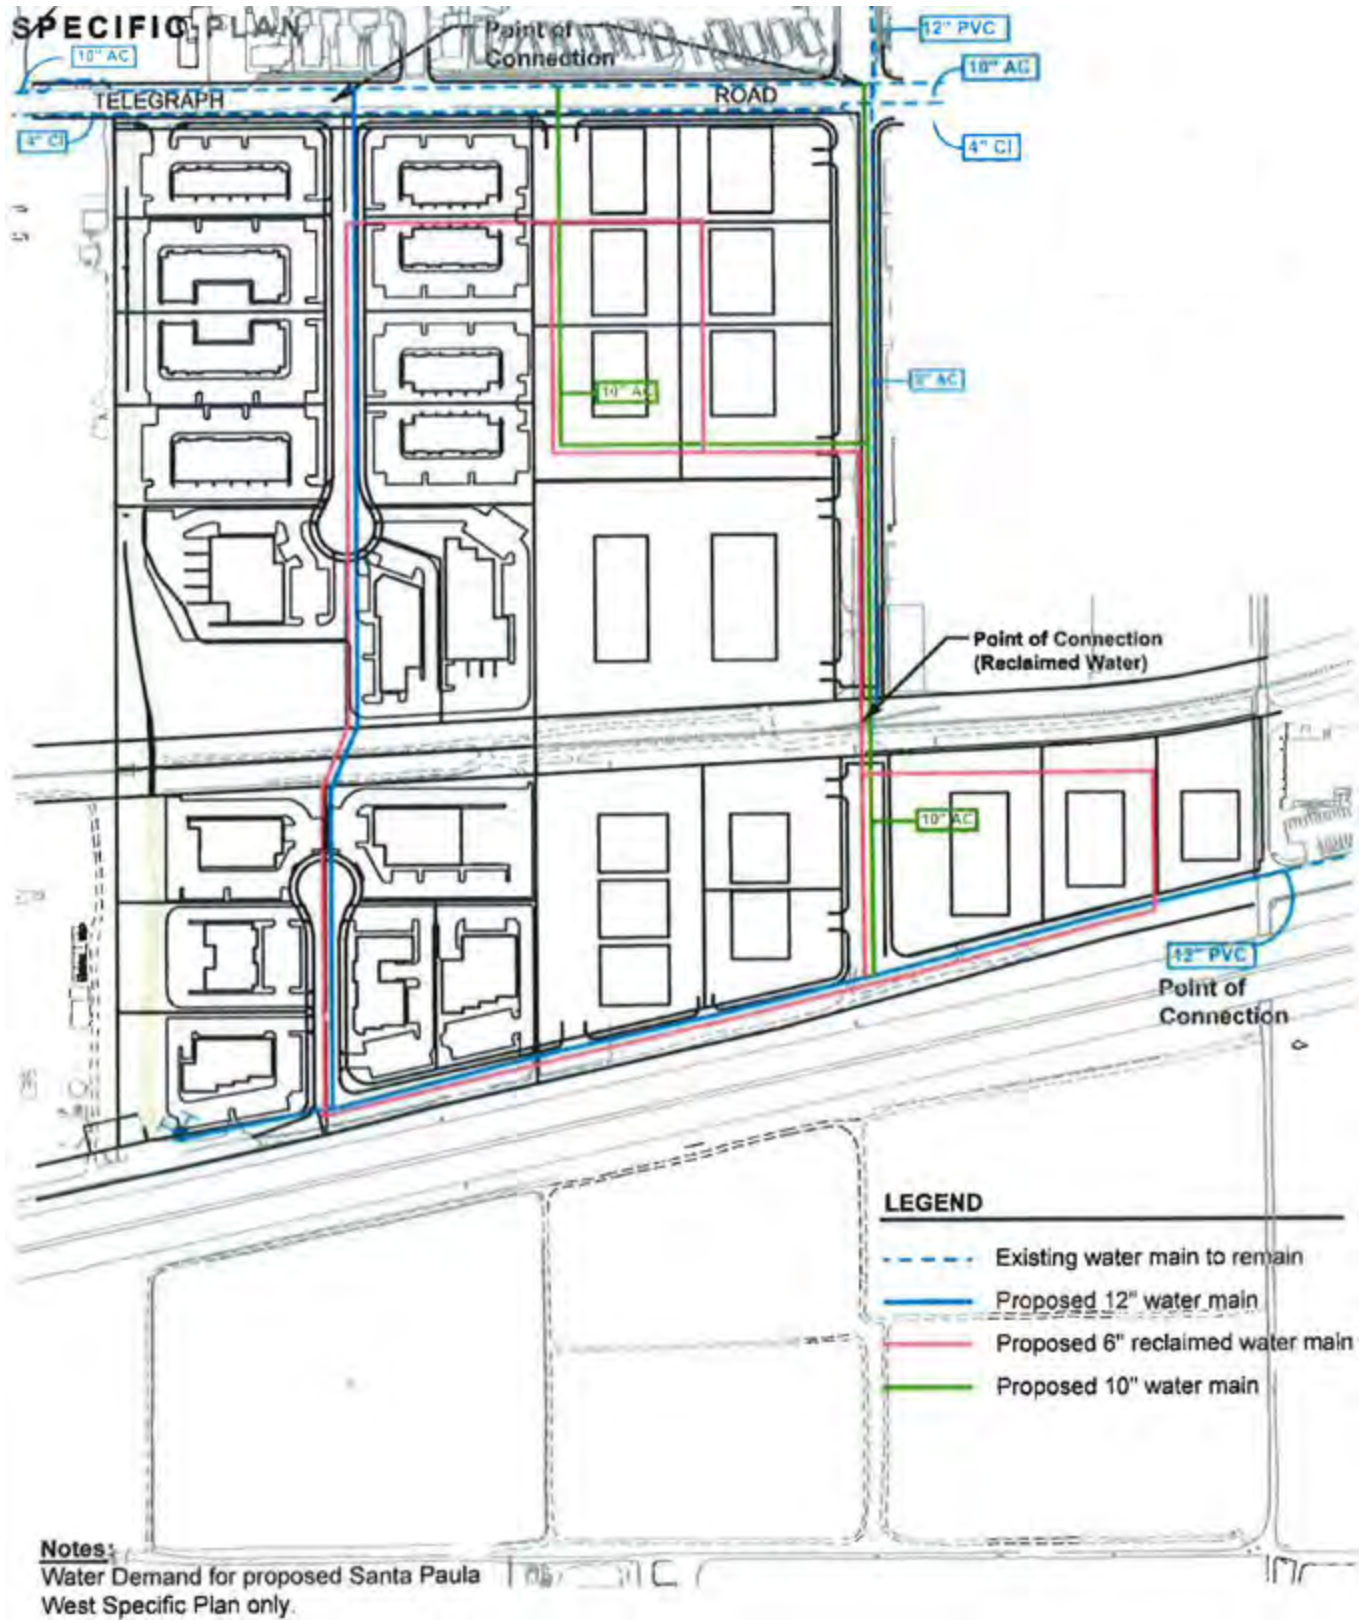 SPECIFIC PLAN
Point of
Connection
12" PVC
10" AC
10" AC
TELEGRAPH
ROAD
4" CI
4" CI
10" AC
Point of Connection
(Reclaimed Water)
10" AC
12" PVC
Point of
Connection
LEGEND
Existing water main to remain
Proposed 12" water main
Proposed 6" reclaimed water main
Proposed 10" water main
Notes:
Water Demand for proposed Santa Paula
West Specific Plan only.